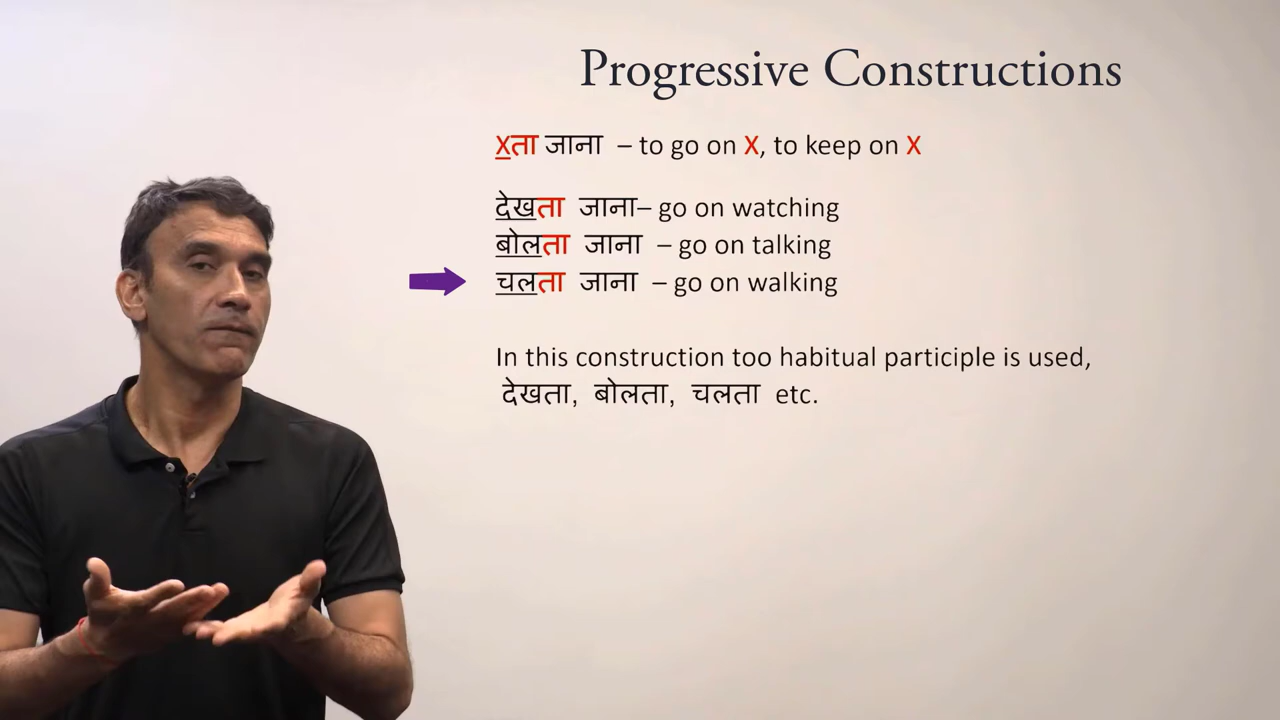 Progressive Constructions
Xता जाना – to go on X, to keep on X
देखता जाना– go on watching
बोलता जाना – go on talking
चलता जाना – go on walking
In this construction too habitual participle is used,
देखता, बोलता, चलता etc.